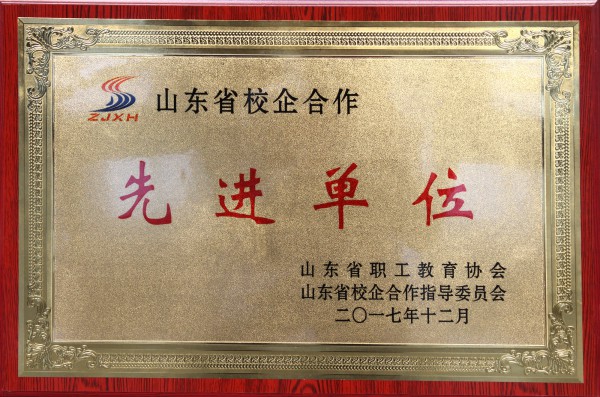 ZJXH
山东省校企合作
先进单位
山东省职工教育协会
山东省校企合作指导委员会
二〇一七年十二月